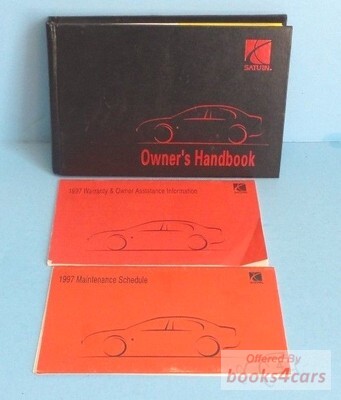 SATURN.
Owner's Handbook
1997 Warranty & Owner Assistance Information
1997 Maintenance Schedule
Offered By
books4cars